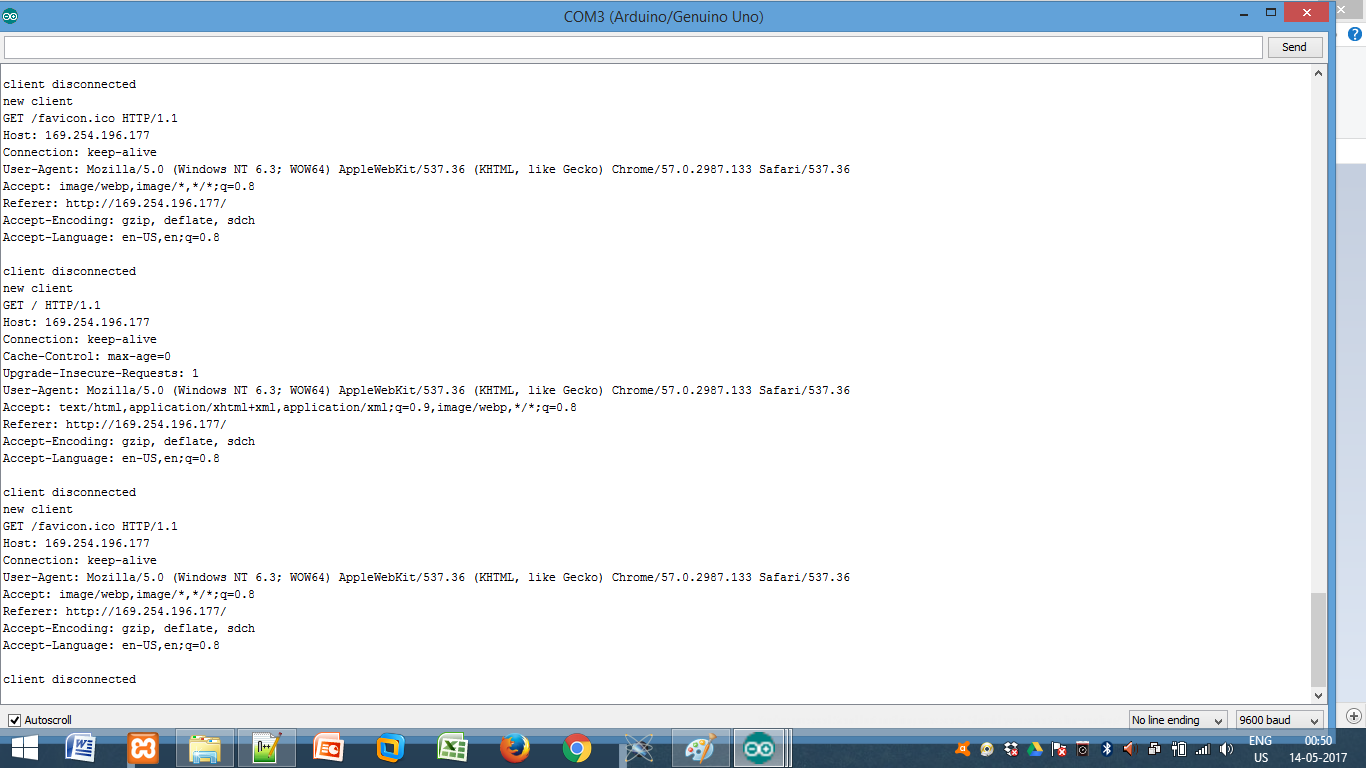 COM3 (Arduino/Genuino Uno)
Send
client disconnected
new client
GET /favicon.ico HTTP/1.1
Host: 169.254.196.177
Connection: keep-alive
User-Agent: Mozilla/5.0 (Windows NT 6.3; WOW64) AppleWebKit/537.36 (KHTML, like Gecko) Chrome/57.0.2987.133 Safari/537.36
Accept: image/webp,image/*,*/*;q=0.8
Referer: http://169.254.196.177/
Accept-Encoding: gzip, deflate, sdch
Accept-Language: en-US,en;q=0.8
client disconnected
new client
GET / HTTP/1.1
Host: 169.254.196.177
Connection: keep-alive
Cache-Control: max-age=0
Upgrade-Insecure-Requests: 1
User-Agent: Mozilla/5.0 (Windows NT 6.3; WOW64) AppleWebKit/537.36 (KHTML, like Gecko) Chrome/57.0.2987.133 Safari/537.36
Accept: text/html,application/xhtml+xml,application/xml;q=0.9,image/webp,*/*;q=0.8
Referer: http://169.254.196.177/
Accept-Encoding: gzip, deflate, sdch
Accept-Language: en-US,en;q=0.8
client disconnected
new client
GET /favicon.ico HTTP/1.1
Host: 169.254.196.177
Connection: keep-alive
User-Agent: Mozilla/5.0 (Windows NT 6.3; WOW64) AppleWebKit/537.36 (KHTML, like Gecko) Chrome/57.0.2987.133 Safari/537.36
Accept: image/webp,image/*,*/*;q=0.8
Referer: http://169.254.196.177/
Accept-Encoding: gzip, deflate, sdch
Accept-Language: en-US,en;q=0.8
client disconnected
Autoscroll
No line ending
9600 baud
ENG
US
00:50
14-05-2017